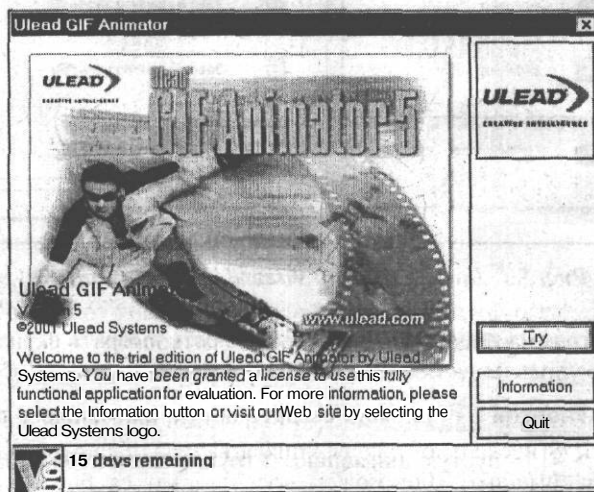 Ulead GIF Animator
ULEAD
CREATIVE INTELLIGENCE
ulead
GIF Animator 5
ULEAD
CREATIVE INTELLIGENCE
Ulead GIF Animator
Version 5
©2001 Ulead Systems
www.ulead.com
Welcome to the trial edition of Ulead GIF Animator by Ulead
Systems. You have been granted a license to use this fully
functional application for evaluation. For more information, please
select the Information button or visit our Web site by selecting the
Ulead Systems logo.
Try
Information
Quit
15 days remaining